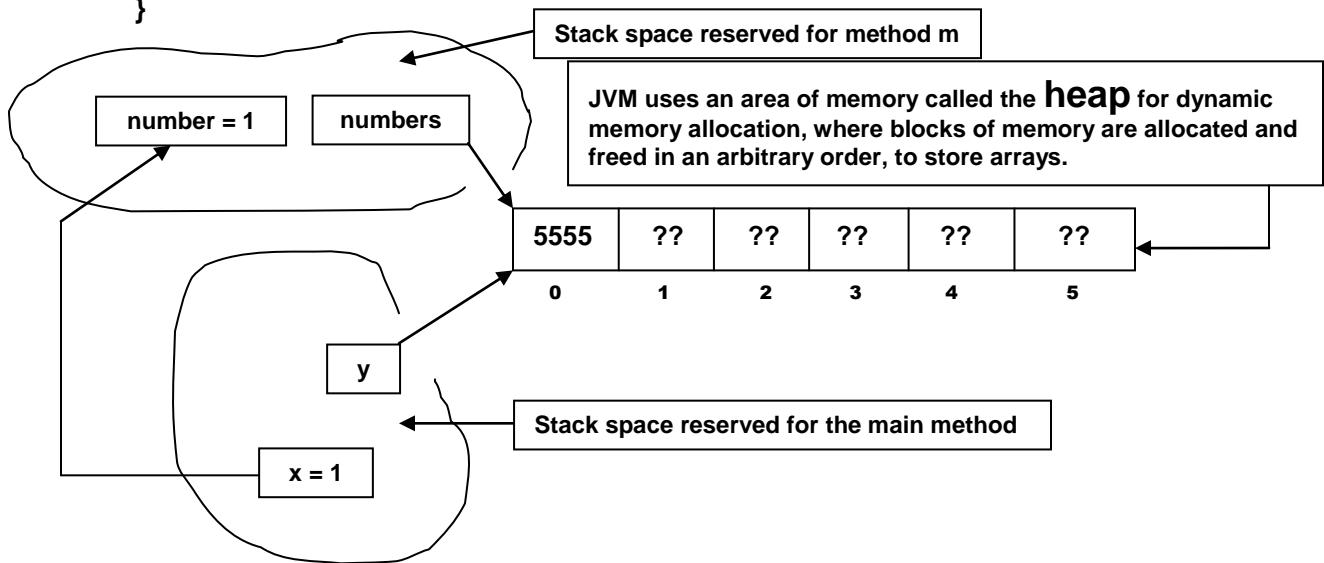 }
Stack space reserved for method m
JVM uses an area of memory called the heap for dynamic
memory allocation, where blocks of memory are allocated and
freed in an arbitrary order, to store arrays.
number = 1
numbers
5555 ?? ?? ?? ?? ??
0 1 2 3 4 5
y
Stack space reserved for the main method
x = 1